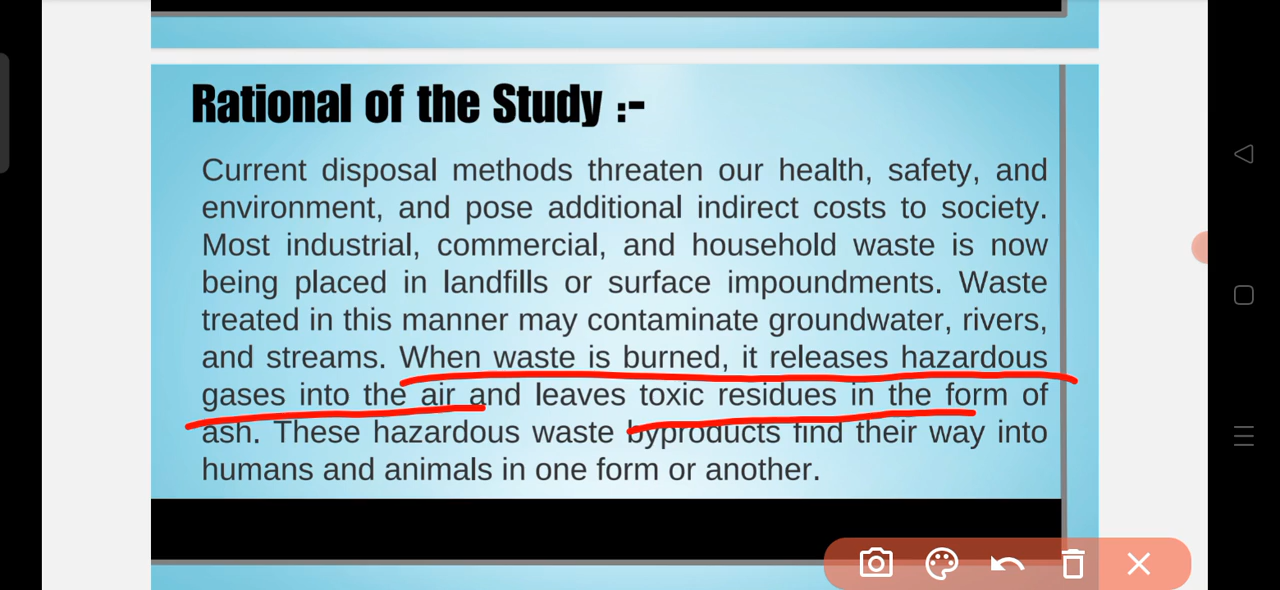 Rational of the Study :-
Current disposal methods threaten our health, safety, and
environment, and pose additional indirect costs to society.
Most industrial, commercial, and household waste is now
being placed in landfills or surface impoundments. Waste
treated in this manner may contaminate groundwater, rivers,
and streams. When waste is burned, it releases hazardous
gases into the air and leaves toxic residues in the form of
ash. These hazardous waste byproducts find their way into
humans and animals in one form or another.